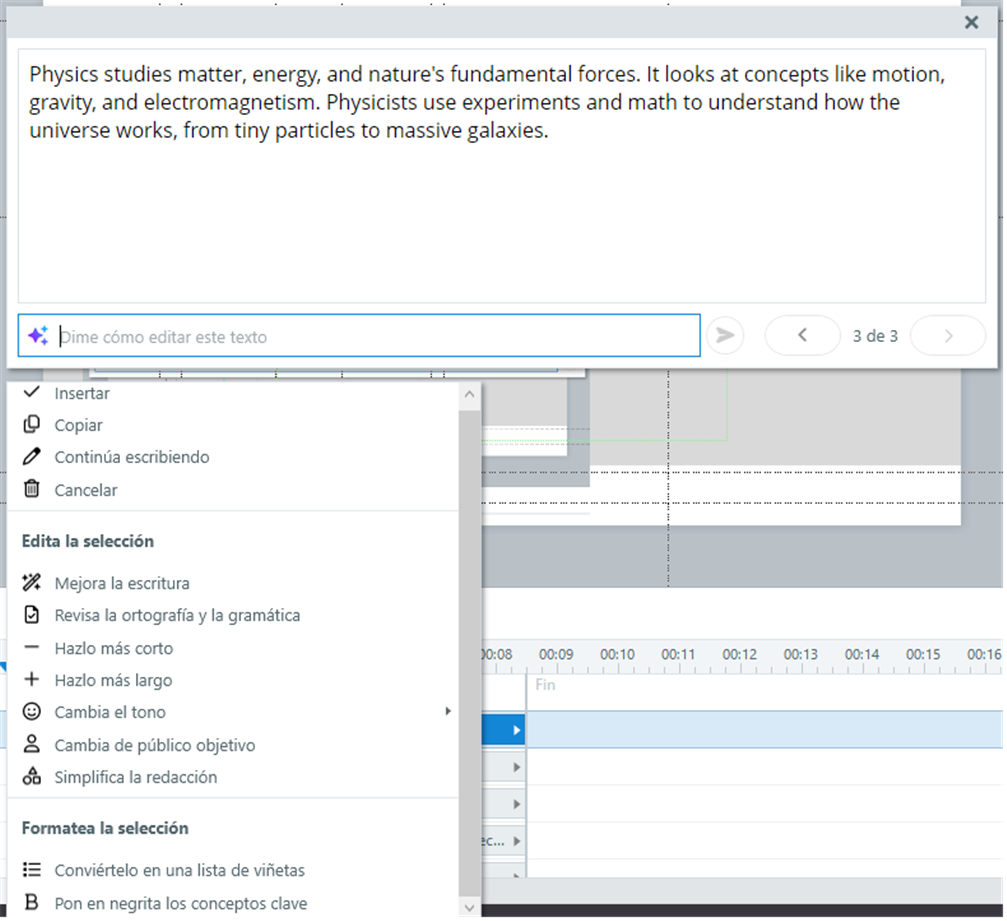 Physics studies matter, energy, and nature's fundamental forces. It looks at concepts like motion,
gravity, and electromagnetism. Physicists use experiments and math to understand how the
universe works, from tiny particles to massive galaxies.
Dime cómo editar este texto
3 de 3
Insertar
Copiar
Continúa escribiendo
Cancelar
Edita la selección
Mejora la escritura
Revisa la ortografía y la gramática
Hazlo más corto
Hazlo más largo
Cambia el tono
Cambia de público objetivo
Simplifica la redacción
Formatea la selección
Conviértelo en una lista de viñetas
Pon en negrita los conceptos clave
00:08 00:09 00:10 00:11 00:12 00:13 00:14 00:15 00:16
Fin
ec...